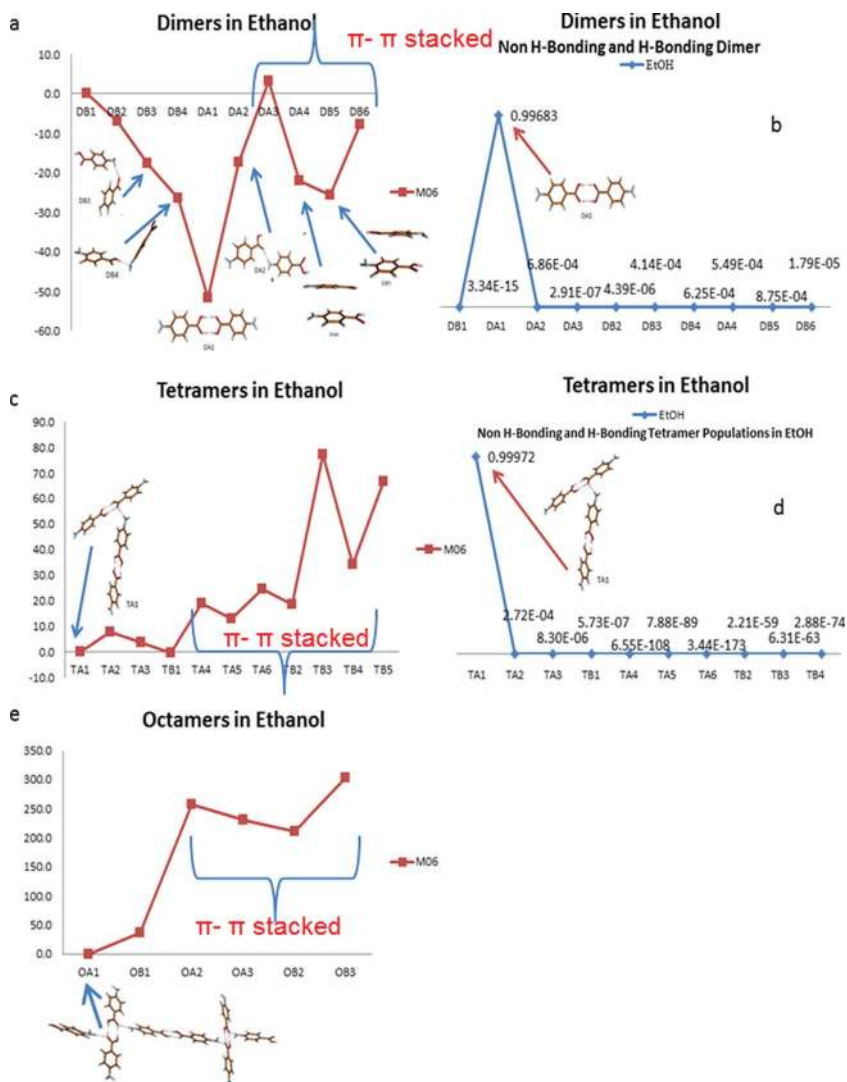 a
Dimers in Ethanol
π- π stacked
10.0
0.0
-10.0
-20.0
-30.0
-40.0
-50.0
-60.0
DB1 DB2 DB3 DB4 DA1 DA2 DA3 DA4 DB5 DB6
M06
DB3
DB4
DA2
DA2
Dimers in Ethanol
Non H-Bonding and H-Bonding Dimer
EtOH
b
0.99683
DA1
3.34E-15 6.86E-04 2.91E-07 4.39E-06 4.14E-04 6.25E-04 5.49E-04 8.75E-04 1.79E-05
DB1 DA1 DA2 DA3 DB2 DB3 DB4 DA4 DB5 DB6
c
Tetramers in Ethanol
90.0
80.0
70.0
60.0
50.0
40.0
30.0
20.0
10.0
0.0
-10.0
TA1
M06
π- π stacked
TA1 TA2 TA3 TB1 TA4 TA5 TA6 TB2 TB3 TB4 TB5
Tetramers in Ethanol
EtOH
Non H-Bonding and H-Bonding Tetramer Populations in EtOH
0.99972
d
TA1
2.72E-04 8.30E-06 5.73E-07 6.55E-108 7.88E-89 3.44E-173 2.21E-59 6.31E-63 2.88E-74
TA1 TA2 TA3 TB1 TA4 TA5 TA6 TB2 TB3 TB4
e
Octamers in Ethanol
350.0
300.0
250.0
200.0
150.0
100.0
50.0
0.0
M06
π- π stacked
OA1 OB1 OA2 OA3 OB2 OB3